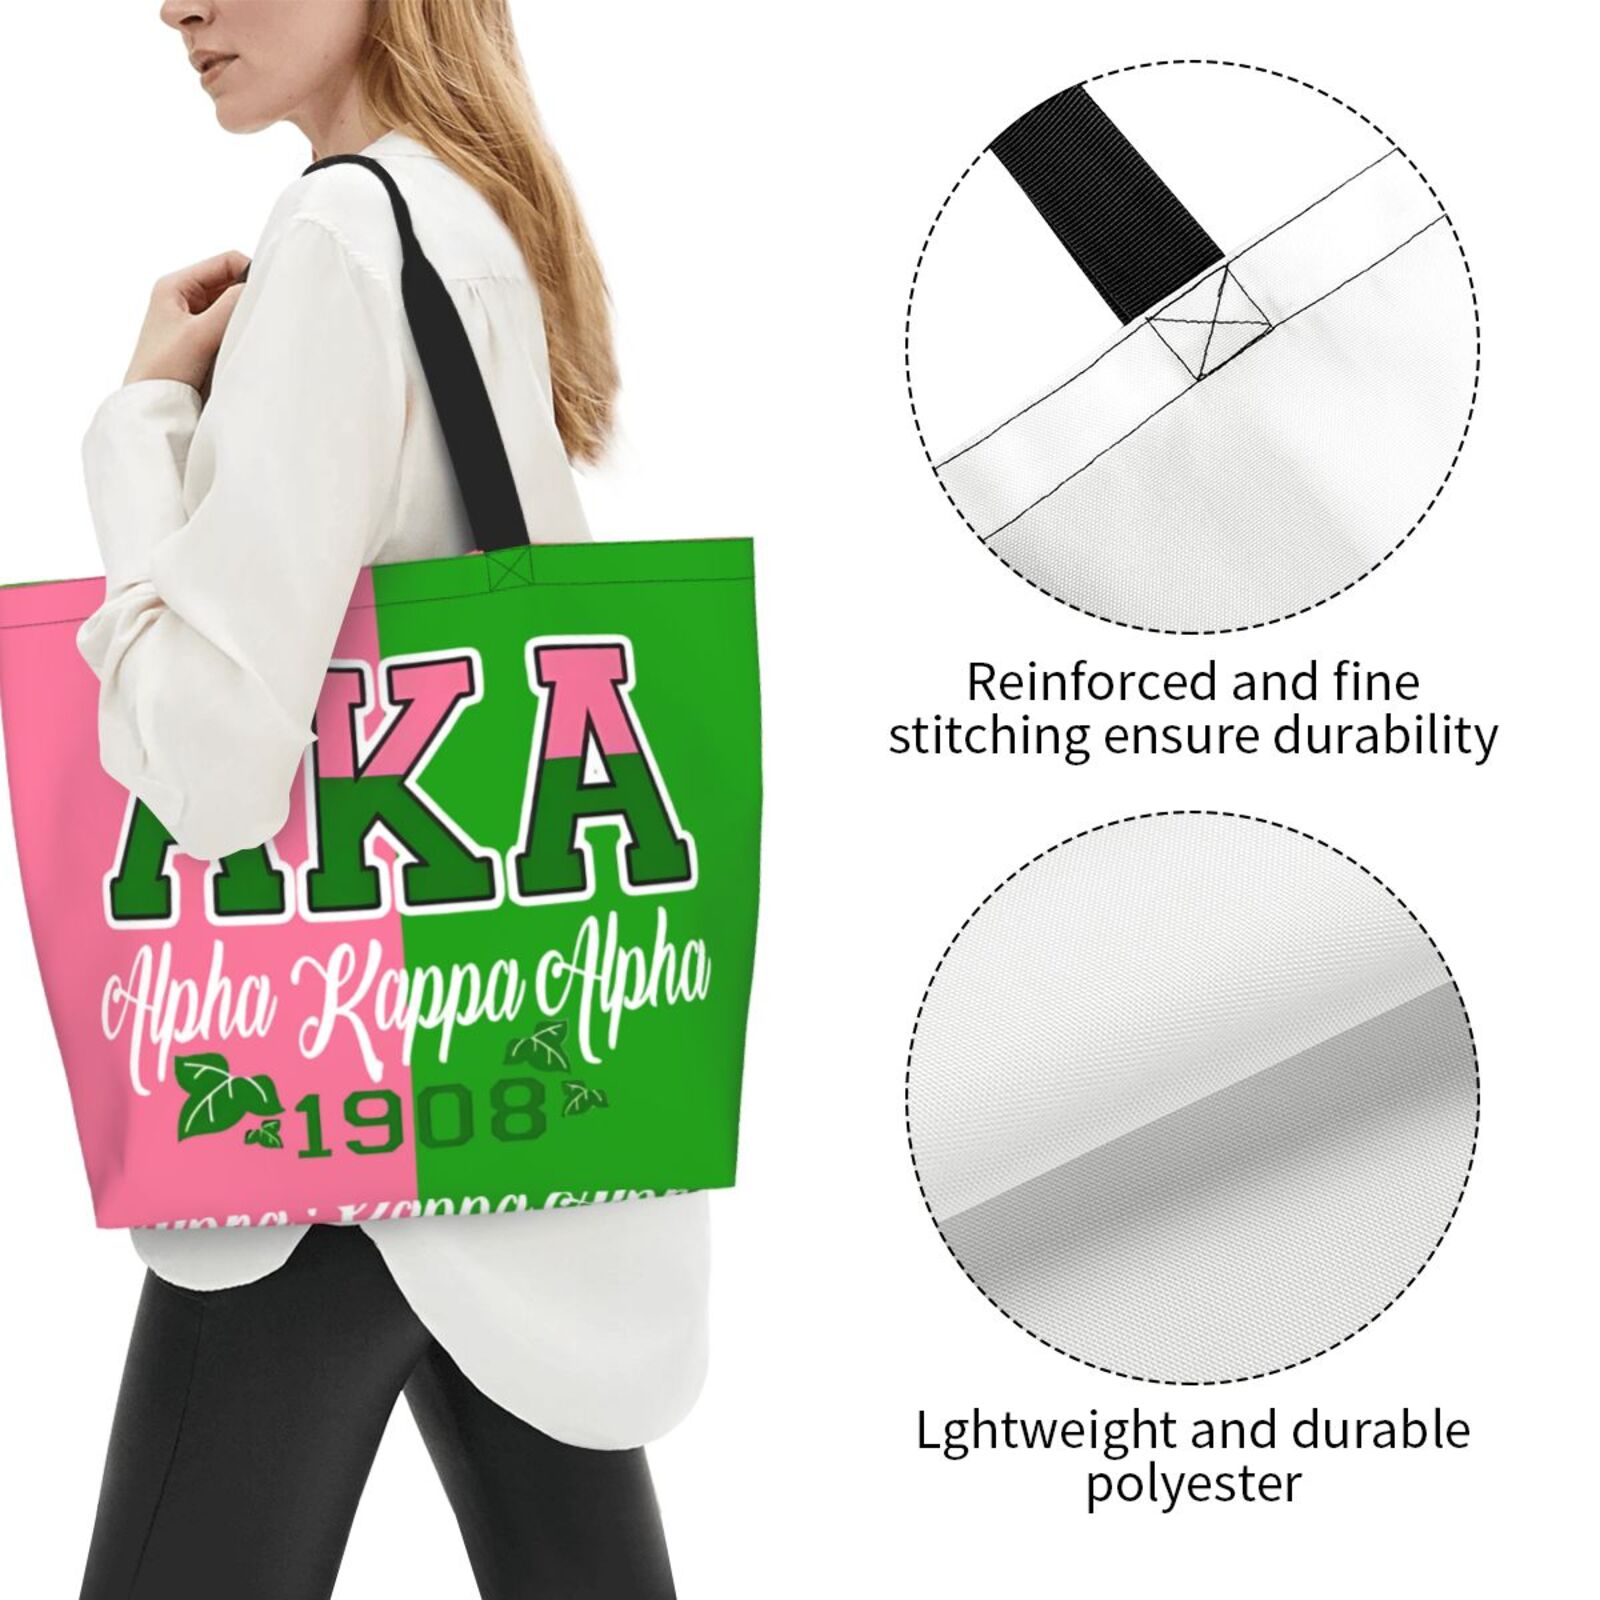 AKA
Alpha Kappa Alpha
1908
Reinforced and fine
stitching ensure durability
Lghtweight and durable
polyester